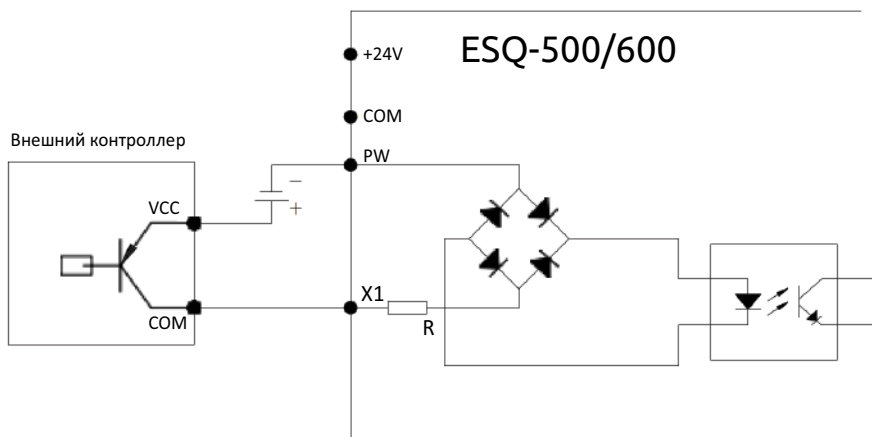 ESQ-500/600
+24V
COM
Внешний контроллер
PW
−
+
VCC
X1
R
COM